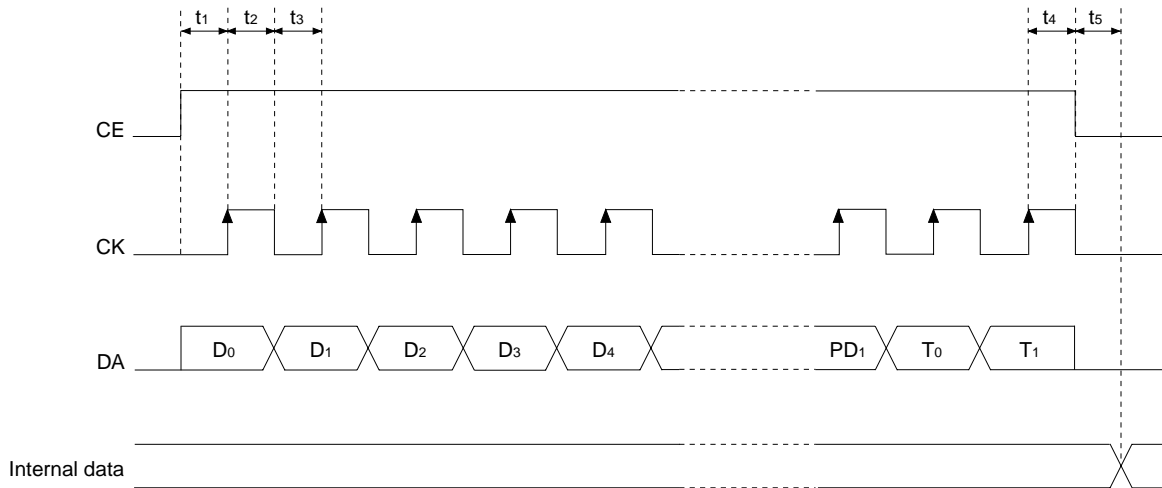 t1 t2 t3 t4 t5
CE
CK
DA D0 D1 D2 D3 D4 PD1 T0 T1
Internal data